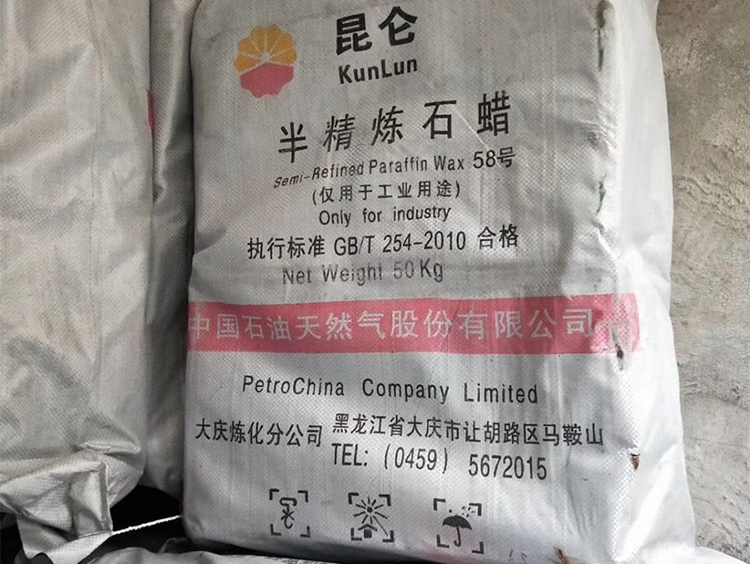 昆仑
KunLun
半精炼石蜡
Semi-Refined Paraffin Wax 58号
(仅用于工业用途)
Only for industry
执行标准 GB/T 254-2010 合格
Net Weight 50Kg
中国石油天然气股份有限公司
PetroChina Company Limited
大庆炼化分公司 黑龙江省大庆市让胡路区马鞍山
TEL: (0459) 5672015